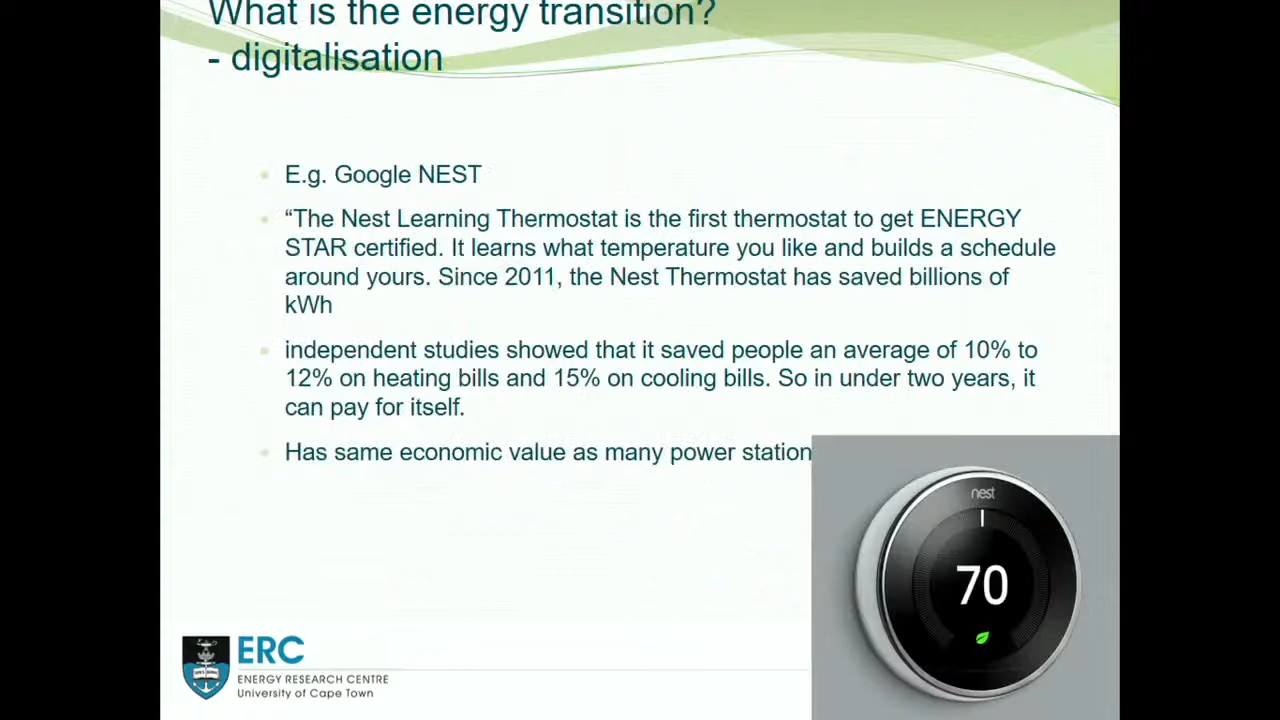 What is the energy transition?
- digitalisation
E.g. Google NEST
“The Nest Learning Thermostat is the first thermostat to get ENERGY
STAR certified. It learns what temperature you like and builds a schedule
around yours. Since 2011, the Nest Thermostat has saved billions of
kWh
independent studies showed that it saved people an average of 10% to
12% on heating bills and 15% on cooling bills. So in under two years, it
can pay for itself.
Has same economic value as many power station
nest
70
ERC
ENERGY RESEARCH CENTRE
University of Cape Town